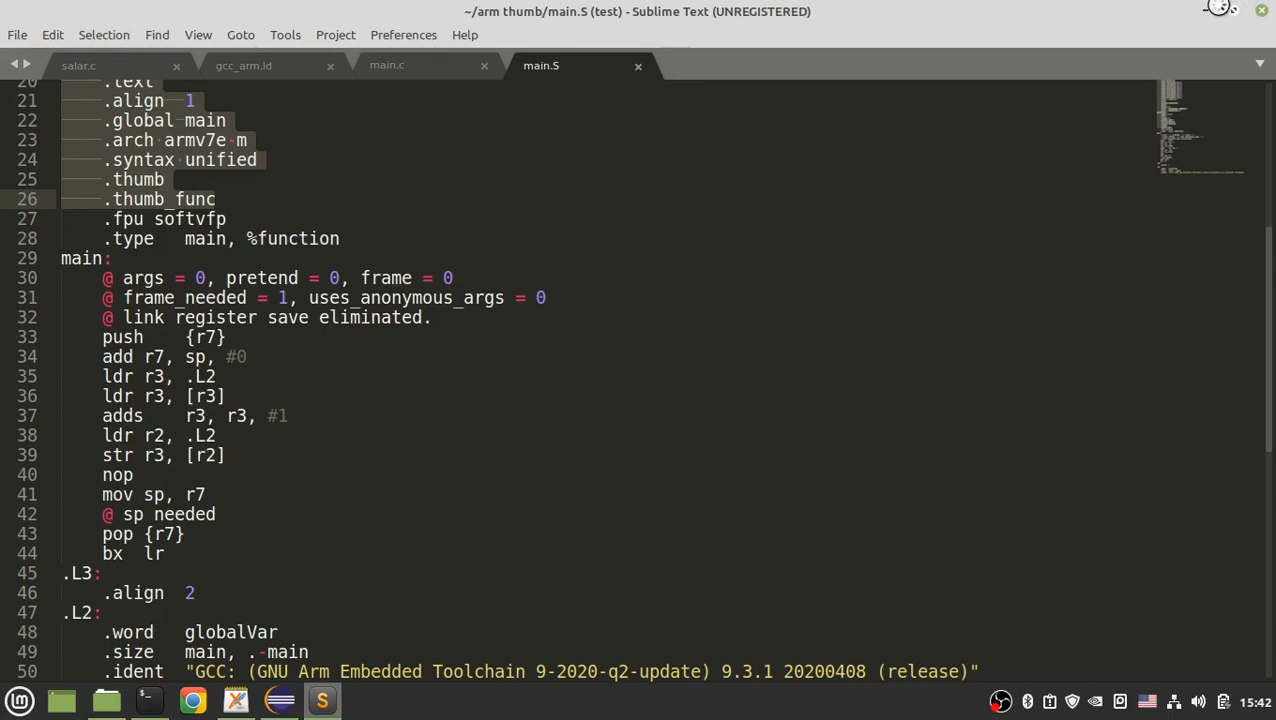 ~/arm thumb/main.S (test) - Sublime Text (UNREGISTERED)
File Edit Selection Find View Goto Tools Project Preferences Help
salar.c × gcc_arm.ld × main.c × main.S ×
20 .text
21 .align 1
22 .global main
23 .arch armv7e-m
24 .syntax unified
25 .thumb
26 .thumb_func
27 .fpu softvfp
28 .type main, %function
29 main:
30 @ args = 0, pretend = 0, frame = 0
31 @ frame_needed = 1, uses_anonymous_args = 0
32 @ link register save eliminated.
33 push {r7}
34 add r7, sp, #0
35 ldr r3, .L2
36 ldr r3, [r3]
37 adds r3, r3, #1
38 ldr r2, .L2
39 str r3, [r2]
40 nop
41 mov sp, r7
42 @ sp needed
43 pop {r7}
44 bx lr
45 .L3:
46 .align 2
47 .L2:
48 .word globalVar
49 .size main, .-main
50 .ident "GCC: (GNU Arm Embedded Toolchain 9-2020-q2-update) 9.3.1 20200408 (release)"
15:42